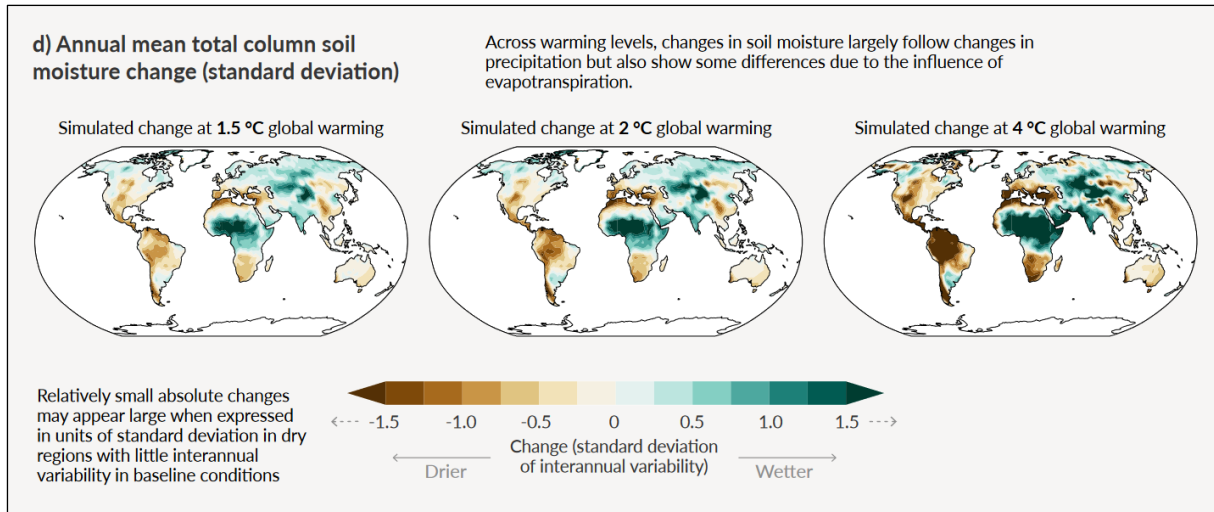 d) Annual mean total column soil
moisture change (standard deviation)
Across warming levels, changes in soil moisture largely follow changes in
precipitation but also show some differences due to the influence of
evapotranspiration.
Simulated change at 1.5 °C global warming
Simulated change at 2 °C global warming
Simulated change at 4 °C global warming
Relatively small absolute changes
may appear large when expressed
in units of standard deviation in dry
regions with little interannual
variability in baseline conditions
-1.5 -1.0 -0.5 0 0.5 1.0 1.5
Change (standard deviation
of interannual variability)
Drier
Wetter